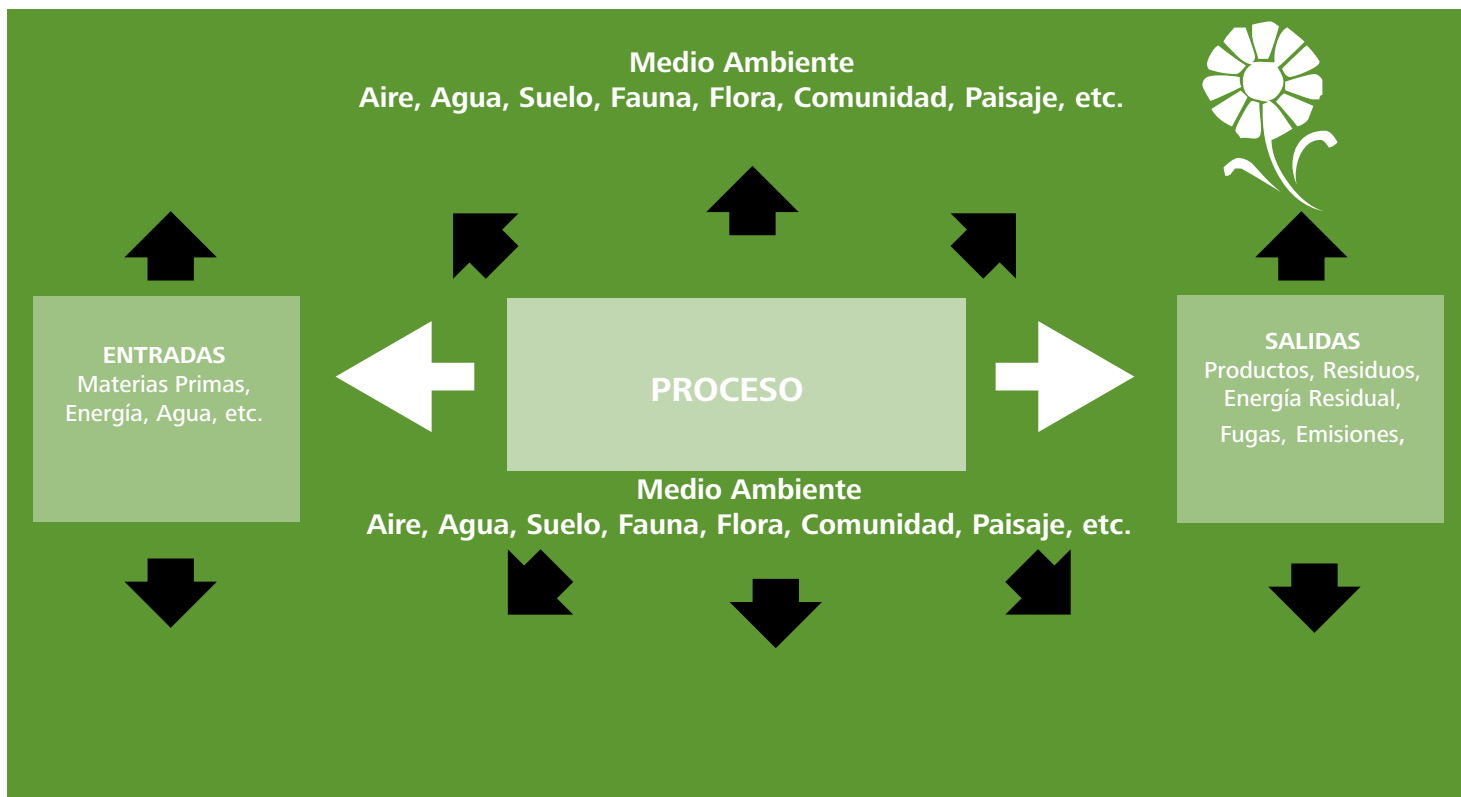 Medio Ambiente
Aire, Agua, Suelo, Fauna, Flora, Comunidad, Paisaje, etc.
ENTRADAS
Materias Primas,
Energía, Agua, etc.
PROCESO
SALIDAS
Productos, Residuos,
Energía Residual,
Fugas, Emisiones,
Medio Ambiente
Aire, Agua, Suelo, Fauna, Flora, Comunidad, Paisaje, etc.